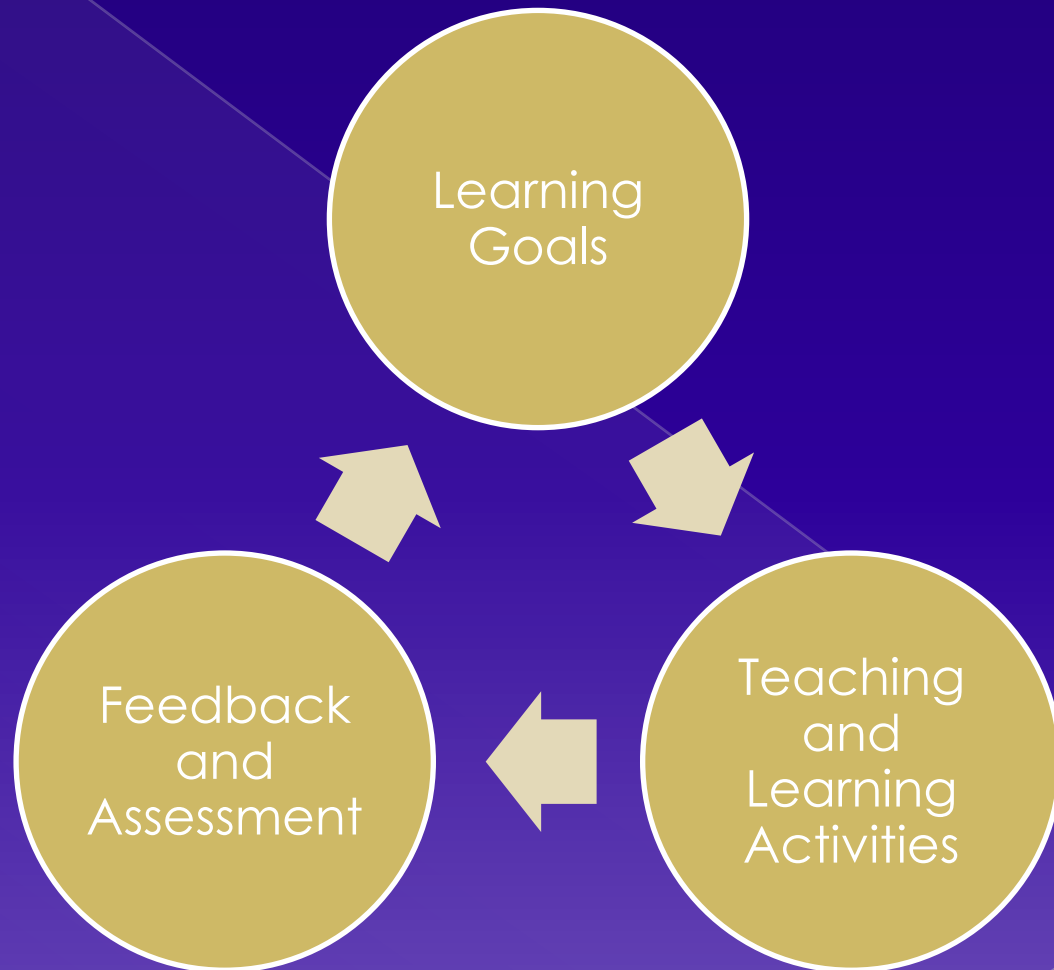 Learning
Goals
Teaching
and
Learning
Activities
Feedback
and
Assessment